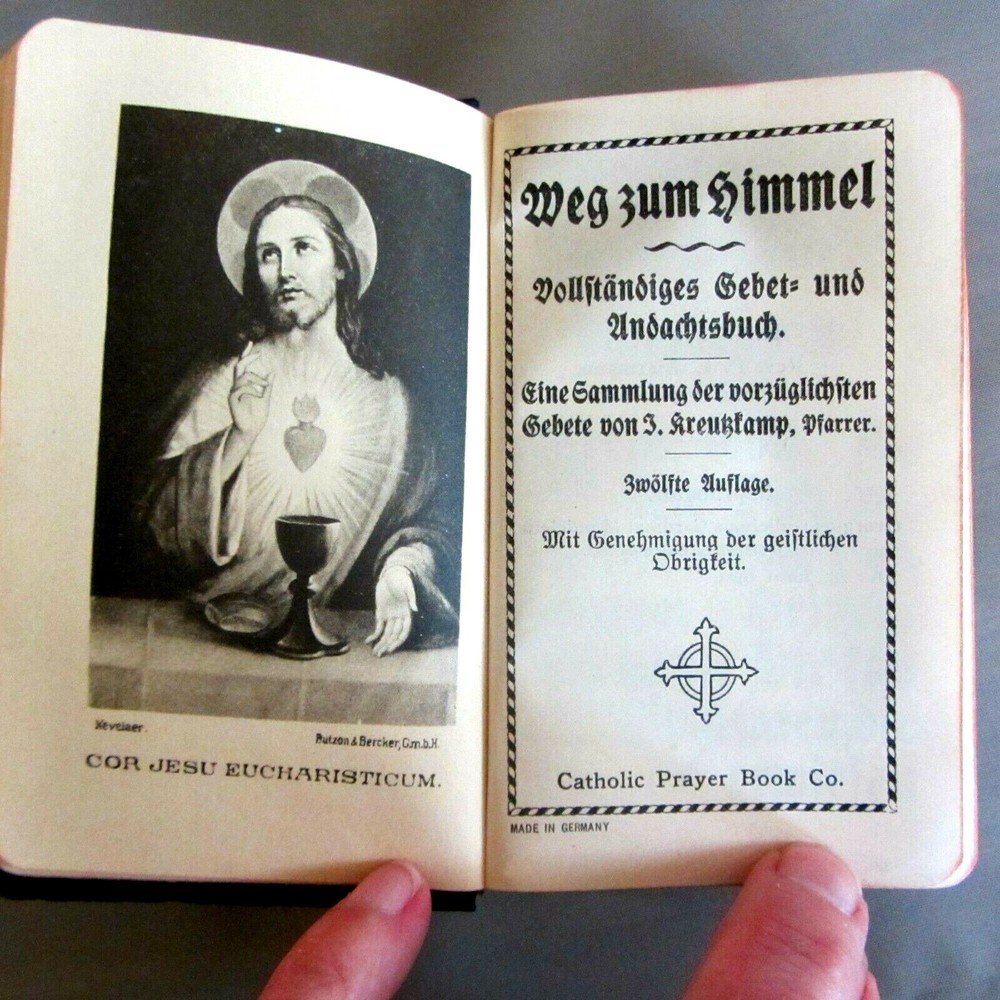 Kevelaer.
Butzon & Bercker, G.m.b.H.
COR JESU EUCHARISTICUM.
Weg zum Himmel
Vollſtändiges Gebet= und
Andachtsbuch.
Eine Sammlung der vorzüglichſten
Gebete von J. Kreutzkamp, Pfarrer.
Zwölfte Auflage.
Mit Genehmigung der geiſtlichen
Obrigkeit.
Catholic Prayer Book Co.
MADE IN GERMANY